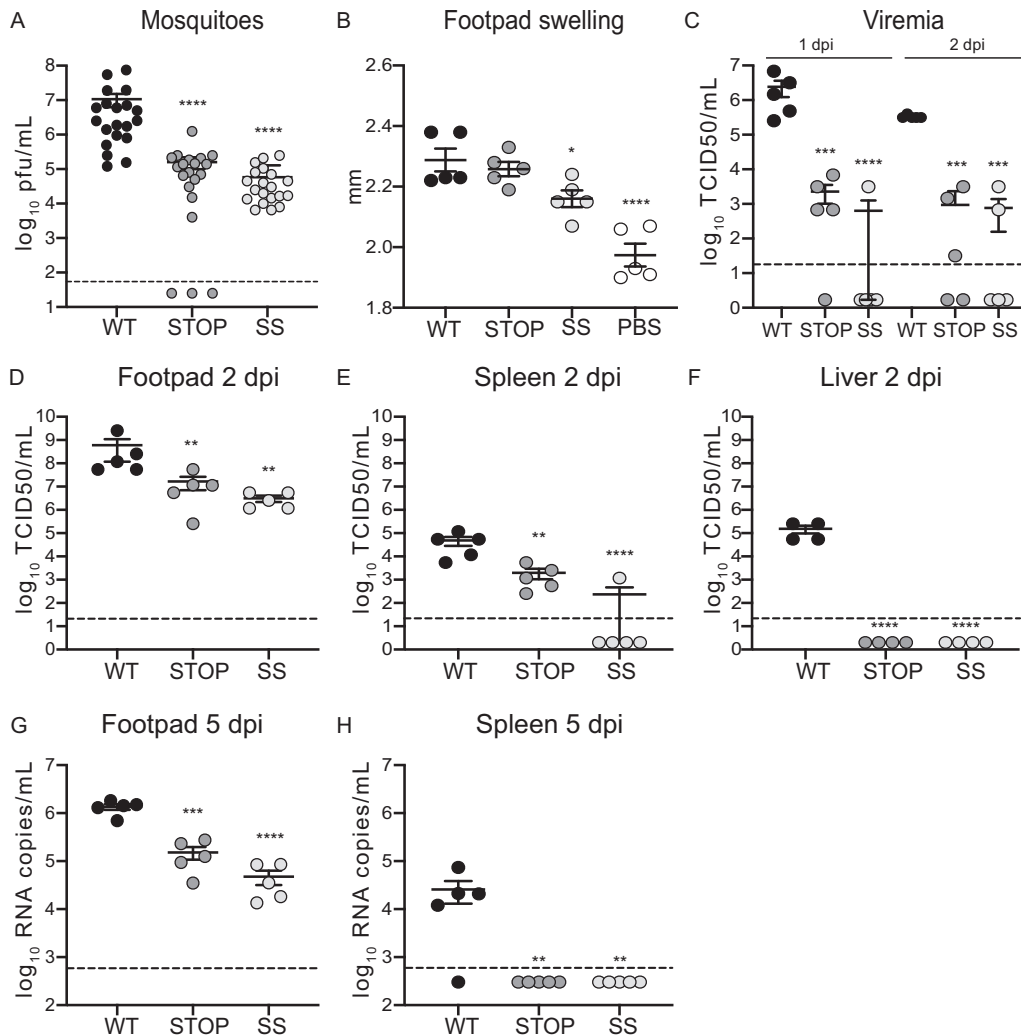 A Mosquitoes
log10 pfu/mL
8
7
6
5
4
3
2
1
**** ****
WT STOP SS
B Footpad swelling
mm
2.6
2.4
2.2
2.0
1.8
* ****
WT STOP SS PBS
C Viremia
1 dpi 2 dpi
log10 TCID50/mL
7
6
5
4
3
2
1
0
*** **** *** ***
WT STOP SS WT STOP SS
D Footpad 2 dpi
log10 TCID50/mL
10
9
8
7
6
5
4
3
2
1
0
** **
WT STOP SS
E Spleen 2 dpi
log10 TCID50/mL
10
9
8
7
6
5
4
3
2
1
0
** ****
WT STOP SS
F Liver 2 dpi
log10 TCID50/mL
10
9
8
7
6
5
4
3
2
1
0
**** ****
WT STOP SS
G Footpad 5 dpi
log10 RNA copies/mL
7
6
5
4
3
2
*** ****
WT STOP SS
H Spleen 5 dpi
log10 RNA copies/mL
7
6
5
4
3
2
** **
WT STOP SS